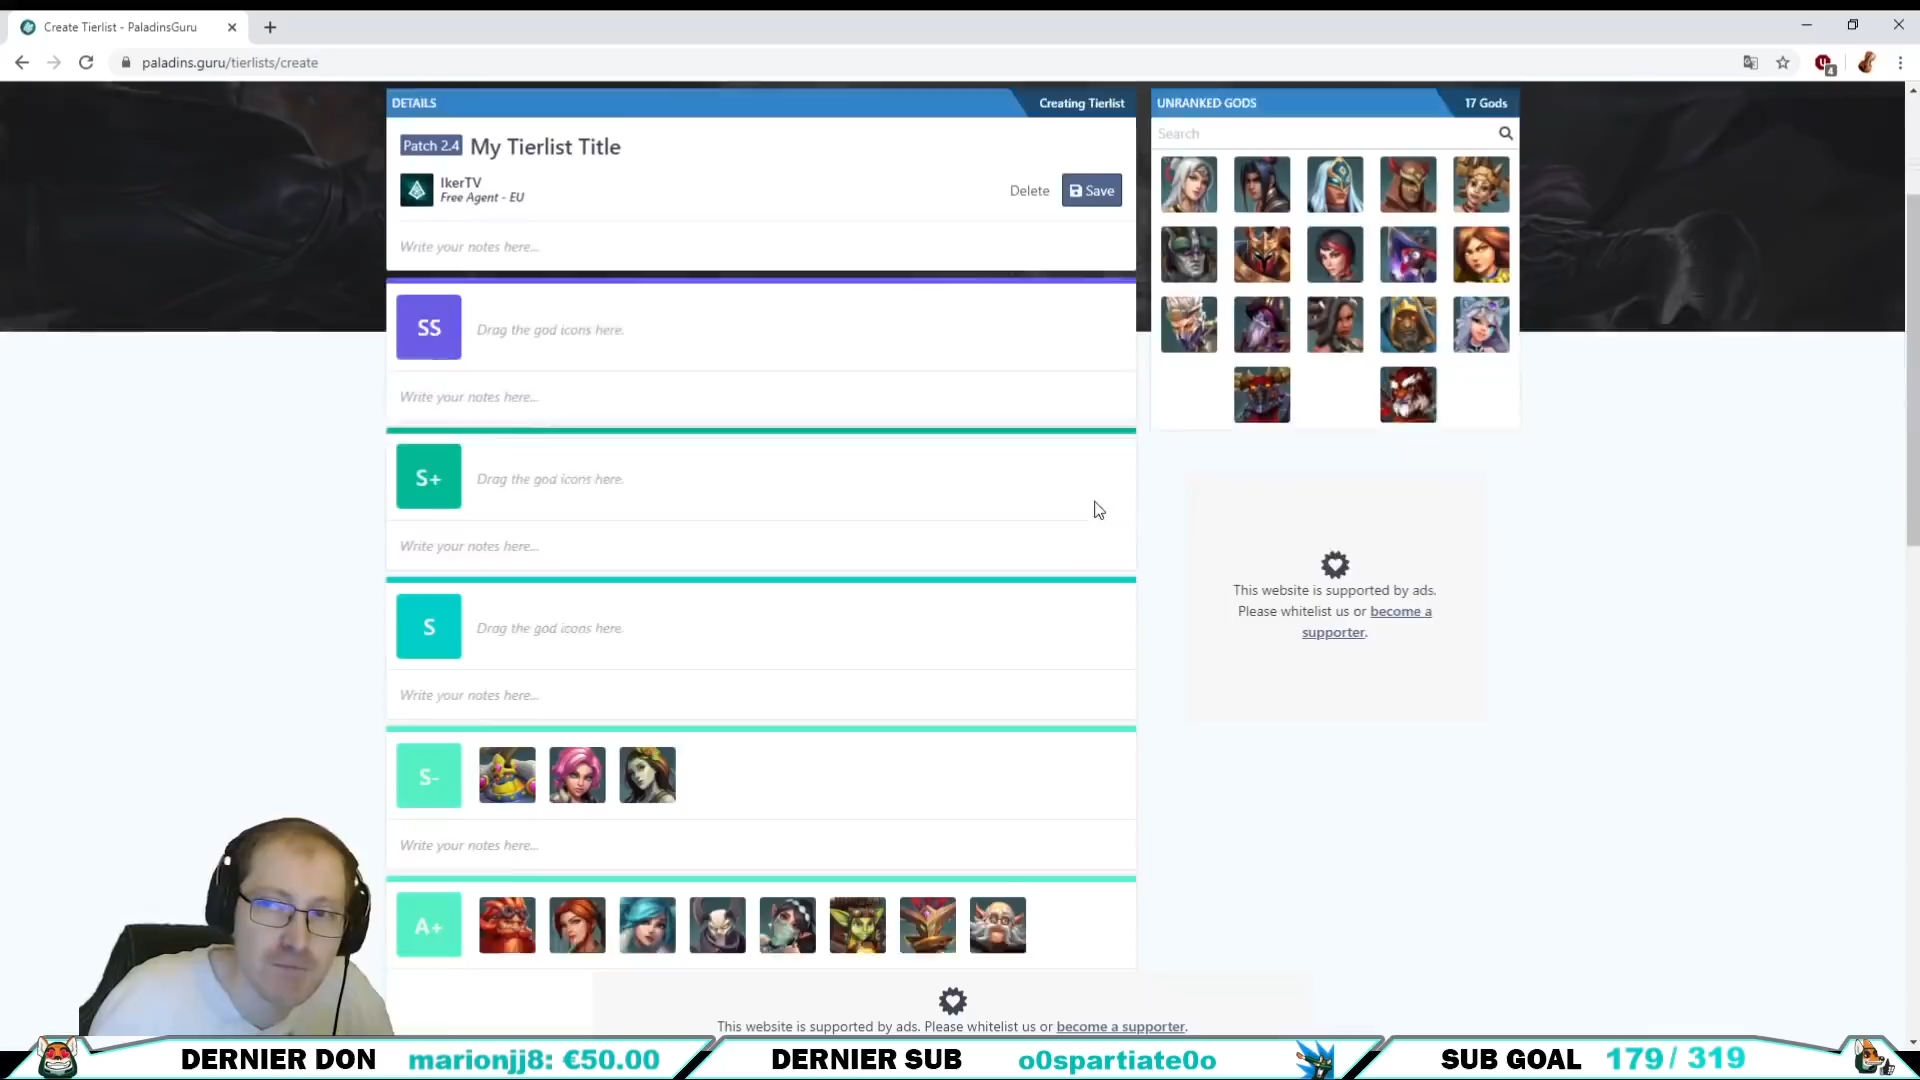 Create Tierlist - PaladinsGuru
paladins.guru/tierlists/create
4
DETAILS
Creating Tierlist
Patch 2.4 My Tierlist Title
IkerTV
Free Agent - EU
Delete
Save
Write your notes here...
UNRANKED GODS
17 Gods
Search
SS
Drag the god icons here.
Write your notes here...
S+
Drag the god icons here.
Write your notes here...
S
Drag the god icons here.
Write your notes here...
S-
Write your notes here...
A+
This website is supported by ads.
Please whitelist us or become a
supporter.
This website is supported by ads. Please whitelist us or become a supporter.
DERNIER DON marionjj8: €50.00
DERNIER SUB o0spartiate0o
SUB GOAL 179 / 319